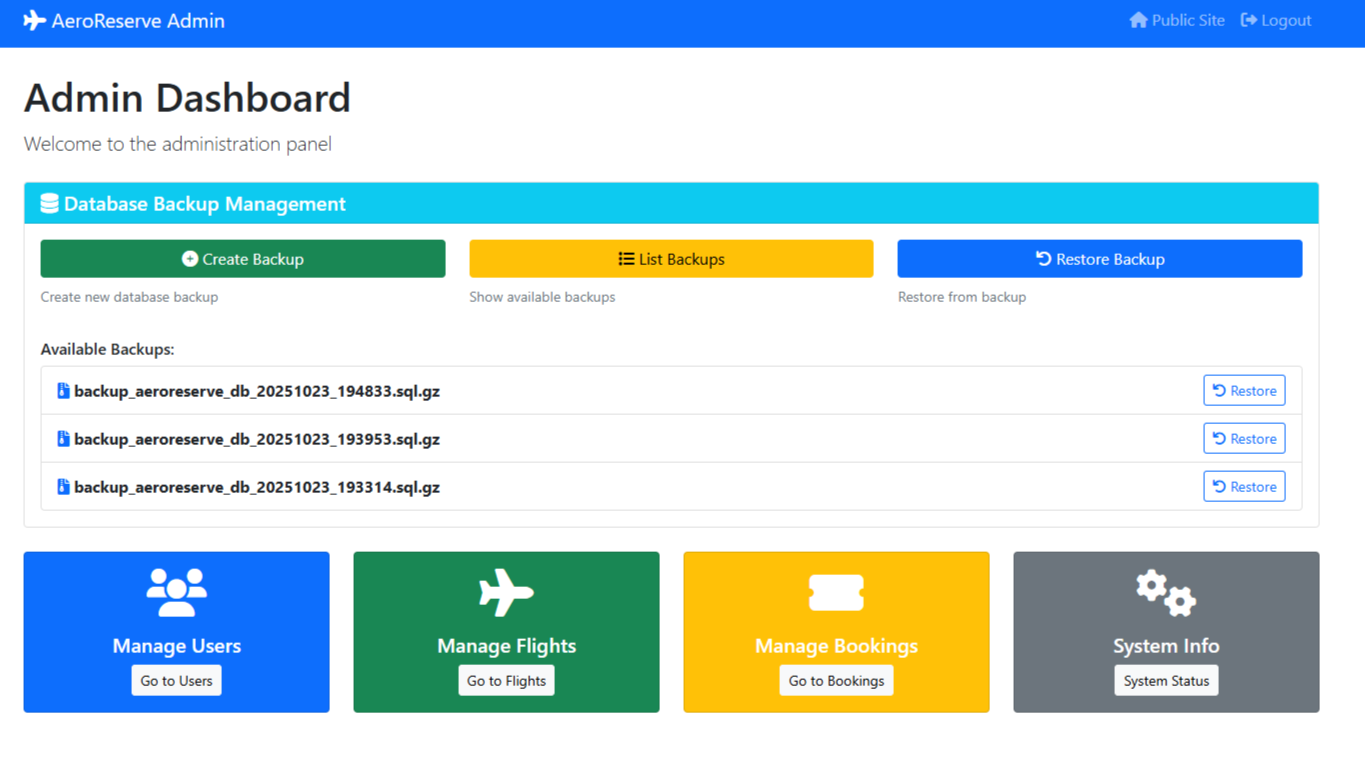 AeroReserve Admin
Public Site
Logout
Admin Dashboard
Welcome to the administration panel
Database Backup Management
Create Backup
List Backups
Restore Backup
Create new database backup
Show available backups
Restore from backup
Available Backups:
backup_aeroreserve_db_20251023_194833.sql.gz
Restore
backup_aeroreserve_db_20251023_193953.sql.gz
Restore
backup_aeroreserve_db_20251023_193314.sql.gz
Restore
Manage Users
Go to Users
Manage Flights
Go to Flights
Manage Bookings
Go to Bookings
System Info
System Status